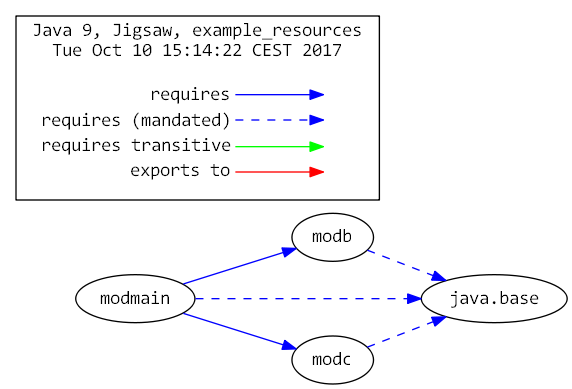 Java 9, Jigsaw, example_resources
Tue Oct 10 15:14:22 CEST 2017
requires
requires (mandated)
requires transitive
exports to
modb
modmain
java.base
modc